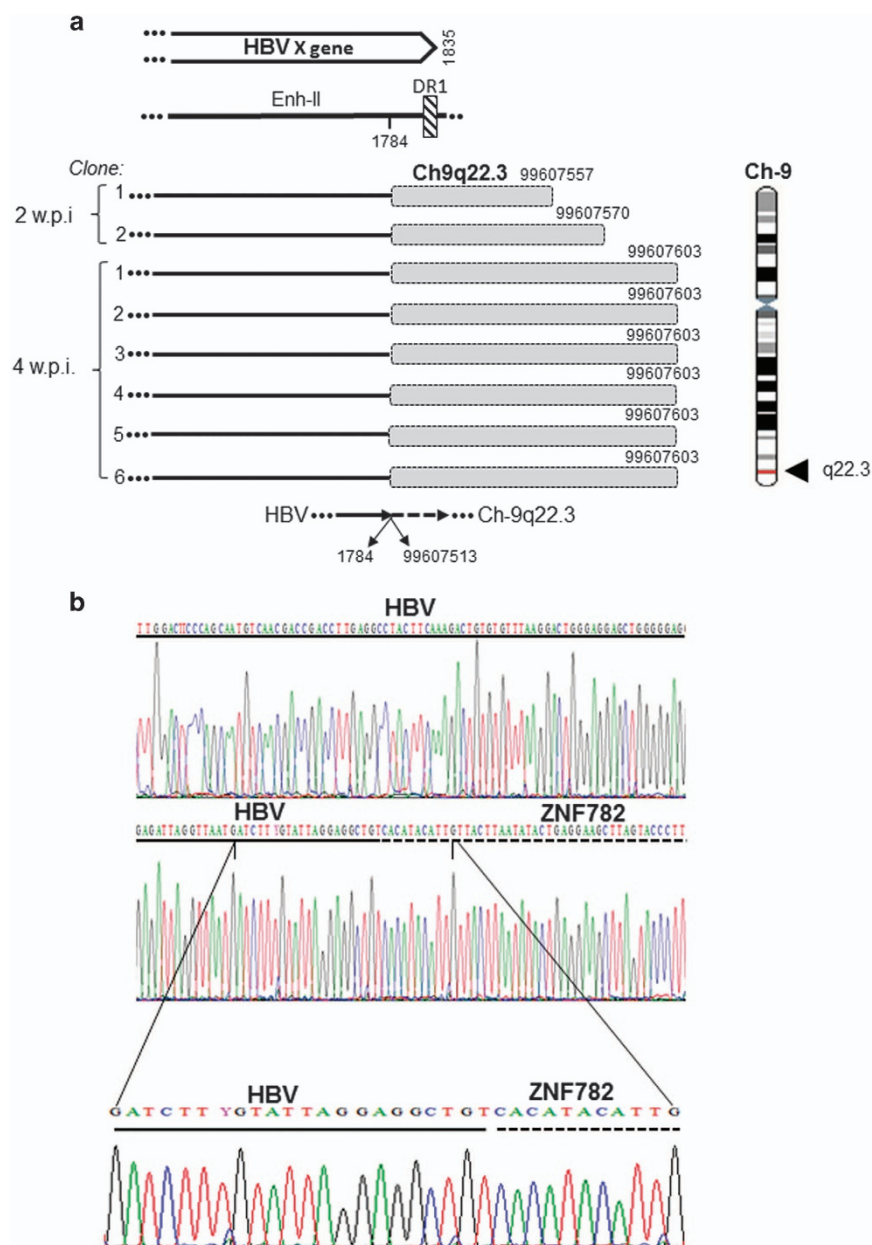 a
HBV X gene
1835
DR1
Enh-II
1784
Clone:
Ch9q22.3 99607557
Ch-9
2 w.p.i
1
99607570
2
99607603
1
99607603
2
99607603
3
99607603
4 w.p.i.
4
99607603
5
99607603
6
q22.3
HBV Ch-9q22.3
1784 99607513
b
HBV
HBV ZNF782
GAGATTAGGTTAATGATCTTYGTATTAGGAGGCTGTCACATACATTGTTACTTAATATACTGAGGAAGCTTAGTACCCTT
HBV ZNF782
GATCTTYGTATTAGGAGGCTGTCACATACATTG